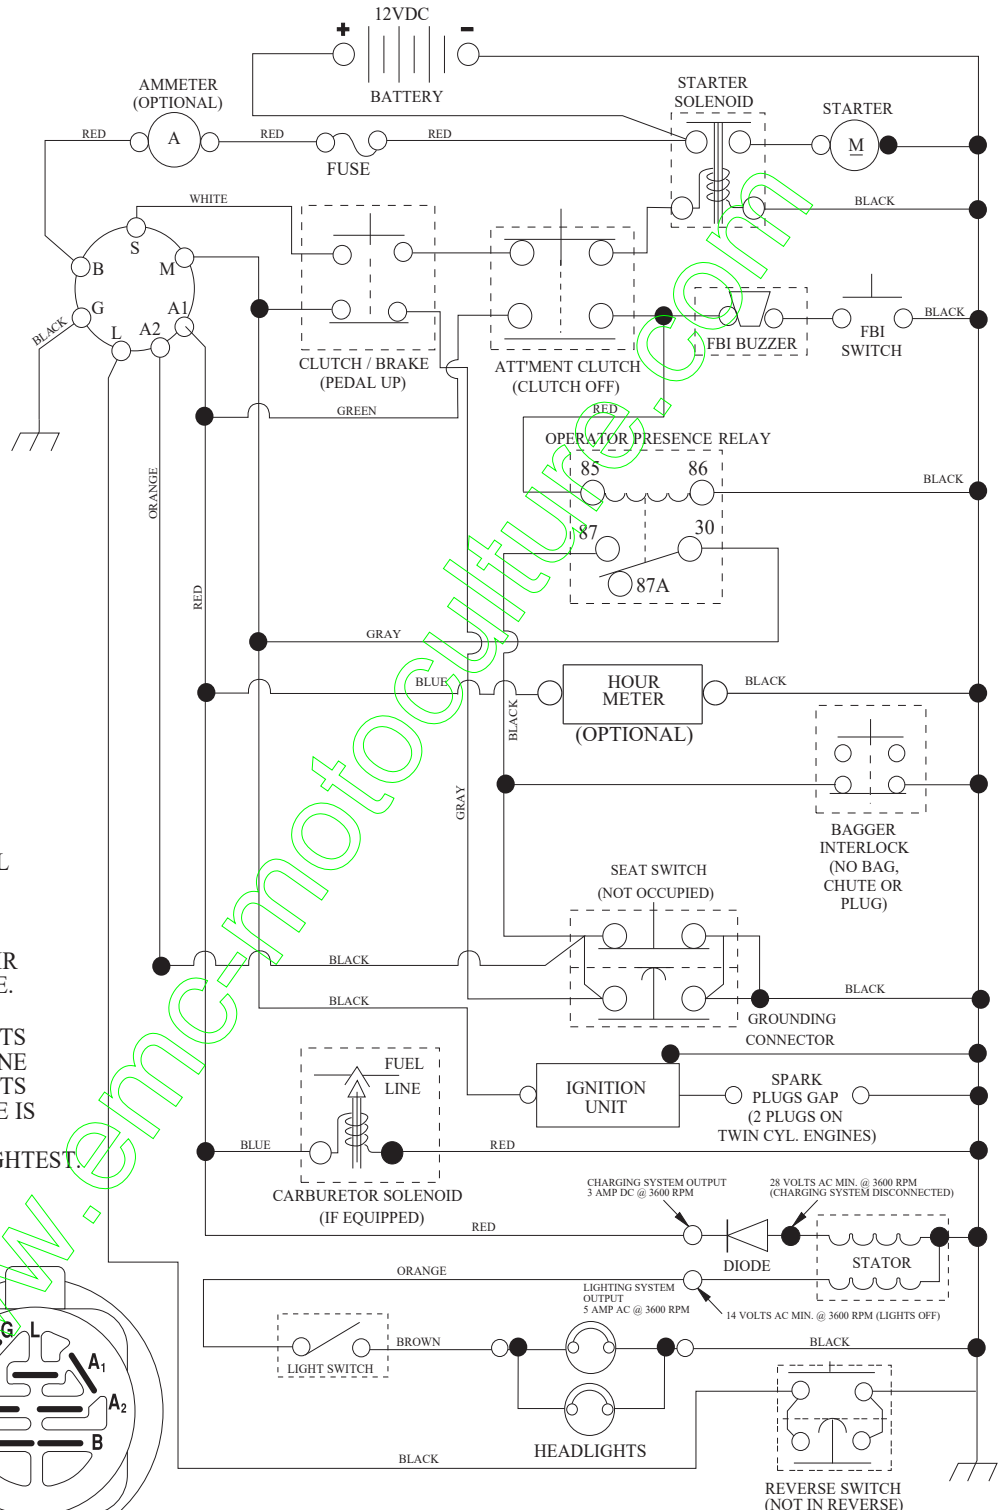 12VDC
+
-
BATTERY
AMMETER
(OPTIONAL)
A
RED
RED
RED
FUSE
STARTER
SOLENOID
STARTER
M
WHITE
BLACK
S
B
M
G
A1
L
A2
BLACK
CLUTCH / BRAKE
(PEDAL UP)
ATT'MENT CLUTCH
(CLUTCH OFF)
FBI BUZZER
FBI
SWITCH
BLACK
GREEN
RED
OPERATOR PRESENCE RELAY
85
86
BLACK
87
30
87A
ORANGE
RED
GRAY
BLUE
HOUR
METER
(OPTIONAL)
BLACK
BLACK
GRAY
BAGGER
INTERLOCK
(NO BAG,
CHUTE OR
PLUG)
SEAT SWITCH
(NOT OCCUPIED)
BLACK
BLACK
BLACK
GROUNDING
CONNECTOR
L
IR
E.
TS
NE
TS
E IS
GHTEST.
FUEL
LINE
IGNITION
UNIT
SPARK
PLUGS GAP
(2 PLUGS ON
TWIN CYL. ENGINES)
BLUE
RED
CARBURETOR SOLENOID
(IF EQUIPPED)
CHARGING SYSTEM OUTPUT
3 AMP DC @ 3600 RPM
28 VOLTS AC MIN. @ 3600 RPM
(CHARGING SYSTEM DISCONNECTED)
RED
DIODE
STATOR
ORANGE
LIGHTING SYSTEM
OUTPUT
5 AMP AC @ 3600 RPM
14 VOLTS AC MIN. @ 3600 RPM (LIGHTS OFF)
LIGHT SWITCH
BROWN
BLACK
HEADLIGHTS
BLACK
REVERSE SWITCH
(NOT IN REVERSE)
G
L
A1
A2
B
w.emc-motoculture.com